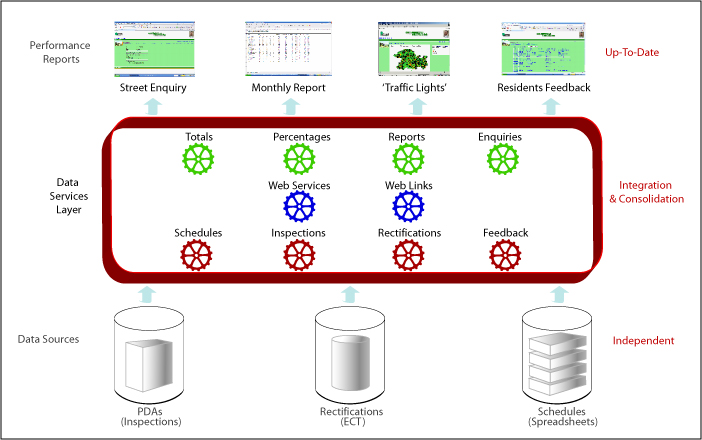 Performance
Reports
Up-To-Date
Street Enquiry
Monthly Report
'Traffic Lights'
Residents Feedback
Totals
Percentages
Reports
Enquiries
Data
Services
Layer
Web Services
Web Links
Integration
& Consolidation
Schedules
Inspections
Rectifications
Feedback
Data Sources
Independent
PDAs
(Inspections)
Rectifications
(ECT)
Schedules
(Spreadsheets)